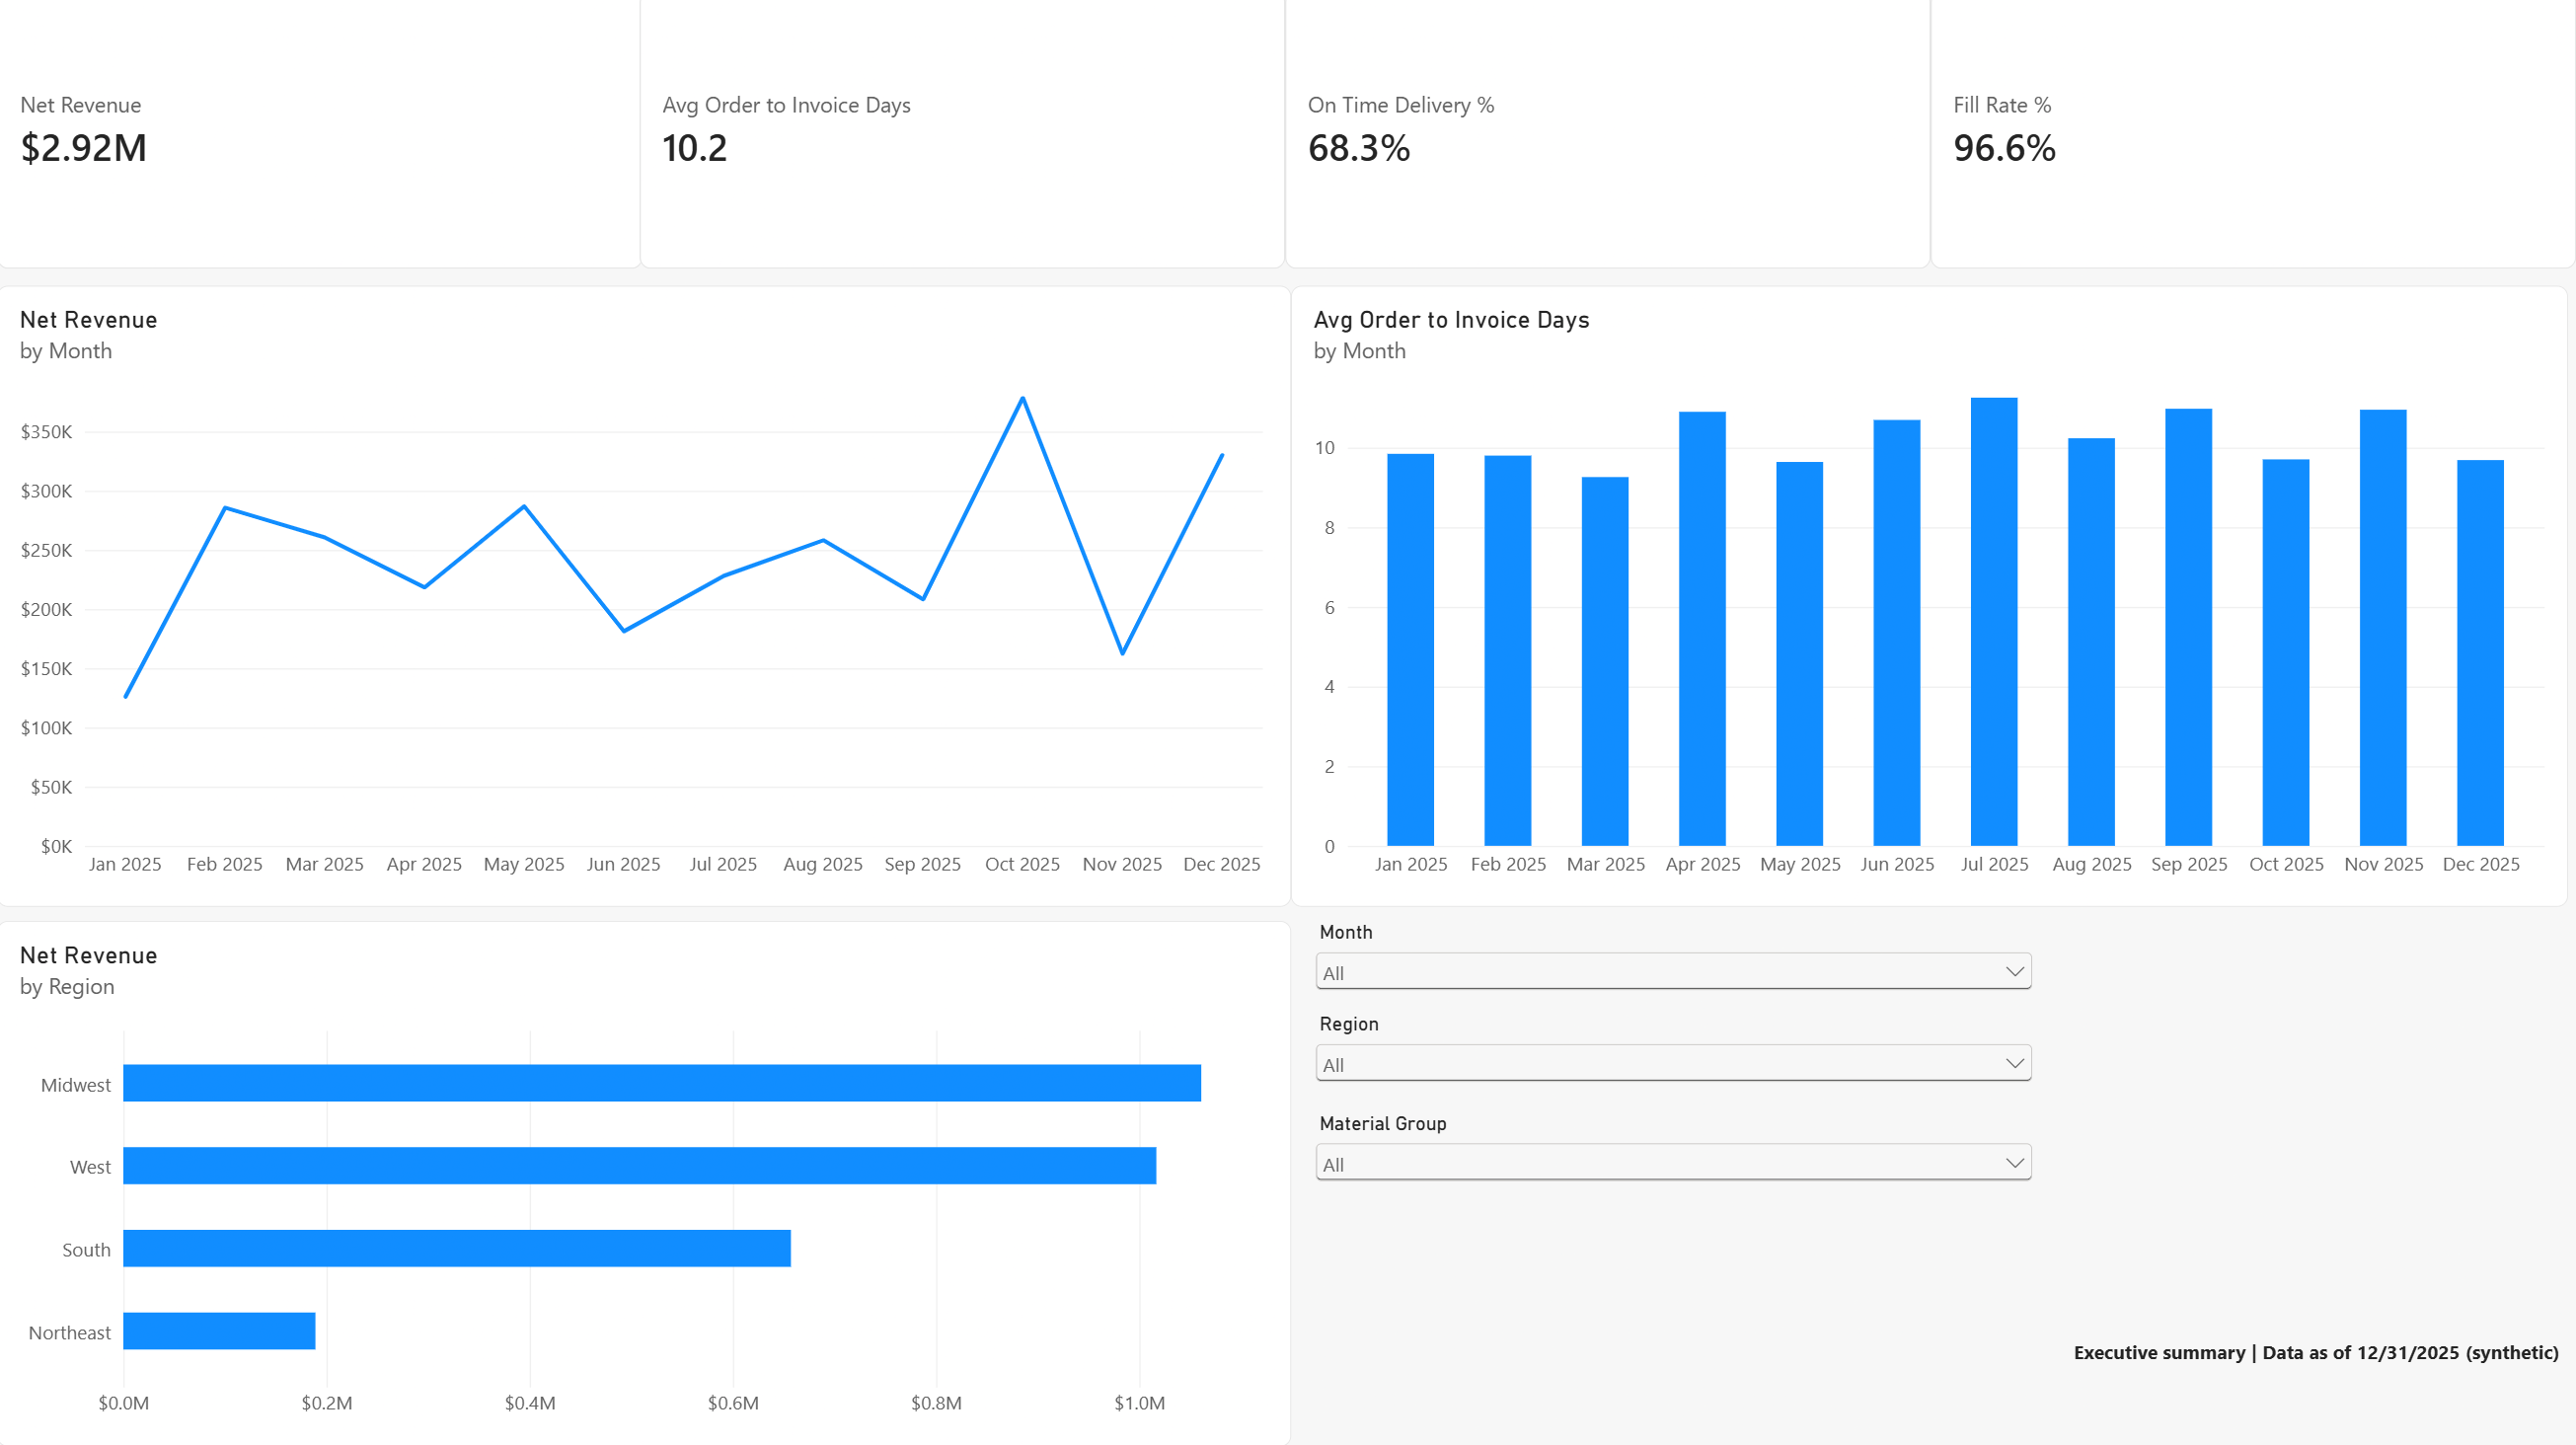 Net Revenue
$2.92M
Avg Order to Invoice Days
10.2
On Time Delivery %
68.3%
Fill Rate %
96.6%
Net Revenue
by Month
$350K
$300K
$250K
$200K
$150K
$100K
$50K
$0K
Jan 2025 Feb 2025 Mar 2025 Apr 2025 May 2025 Jun 2025 Jul 2025 Aug 2025 Sep 2025 Oct 2025 Nov 2025 Dec 2025
Avg Order to Invoice Days
by Month
10
8
6
4
2
0
Jan 2025 Feb 2025 Mar 2025 Apr 2025 May 2025 Jun 2025 Jul 2025 Aug 2025 Sep 2025 Oct 2025 Nov 2025 Dec 2025
Net Revenue
by Region
Midwest
West
South
Northeast
$0.0M $0.2M $0.4M $0.6M $0.8M $1.0M
Month
All
Region
All
Material Group
All
Executive summary | Data as of 12/31/2025 (synthetic)